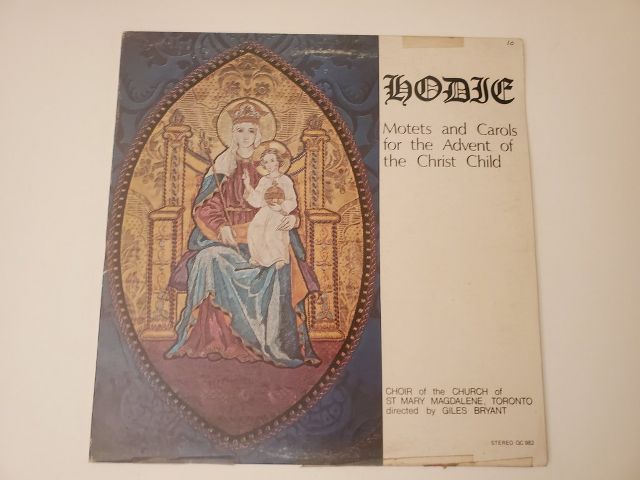 10
HODIE
Motets and Carols
for the Advent of
the Christ Child
CHOIR of the CHURCH of
ST MARY MAGDALENE, TORONTO
directed by GILES BRYANT
STEREO QC 982